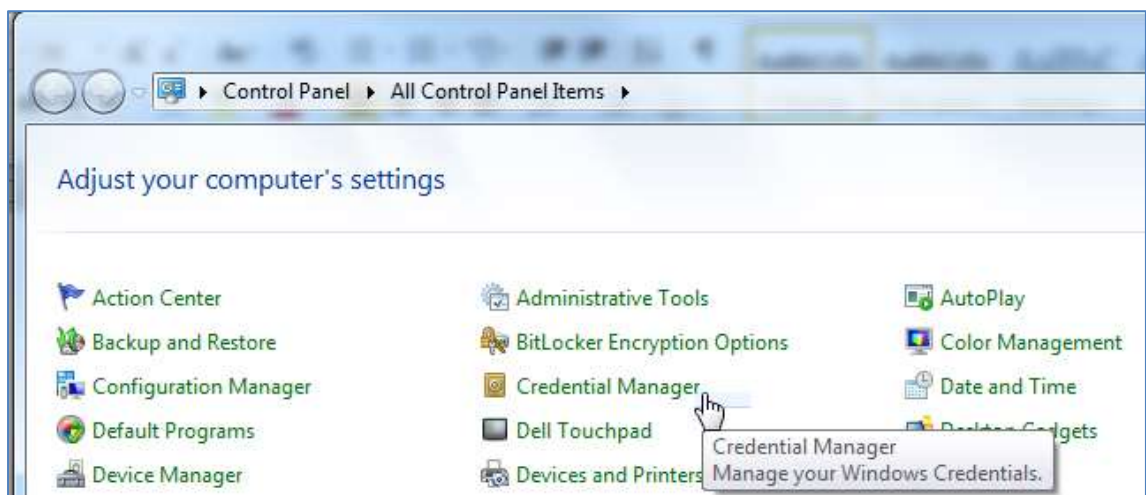 Control Panel All Control Panel Items
Adjust your computer's settings
Action Center Administrative Tools AutoPlay
Backup and Restore BitLocker Encryption Options Color Management
Configuration Manager Credential Manager Date and Time
Default Programs Dell Touchpad Desktop Gadgets
Device Manager Devices and Printers
Credential Manager
Manage your Windows Credentials.